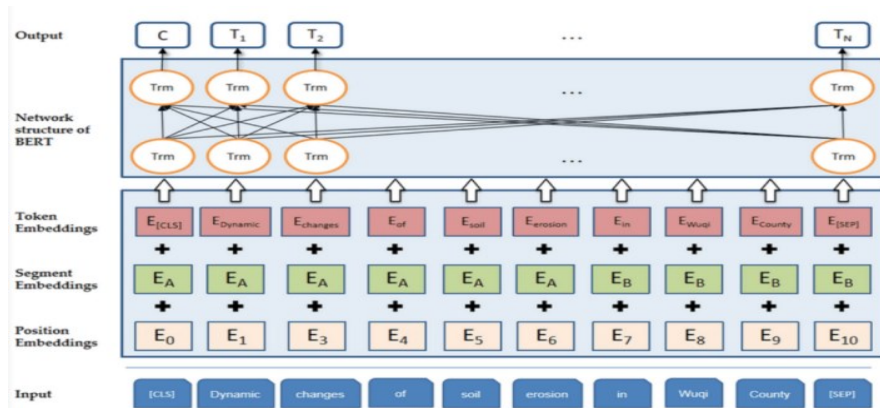 Output C T1 T2 ... TN
Trm Trm Trm ... Trm
Network
structure of
BERT
Trm Trm Trm ... Trm
Token
Embeddings
E[CLS] EDynamic Echanges Eof Esoil Eerosion EIn EWuqi ECounty E[SEP]
+ + + + + + + + + +
Segment
Embeddings
EA EA EA EA EA EA EB EB EB EB
+ + + + + + + + + +
Position
Embeddings
E0 E1 E3 E4 E5 E6 E7 E8 E9 E10
Input [CLS] Dynamic changes of soil erosion in Wuqi County [SEP]